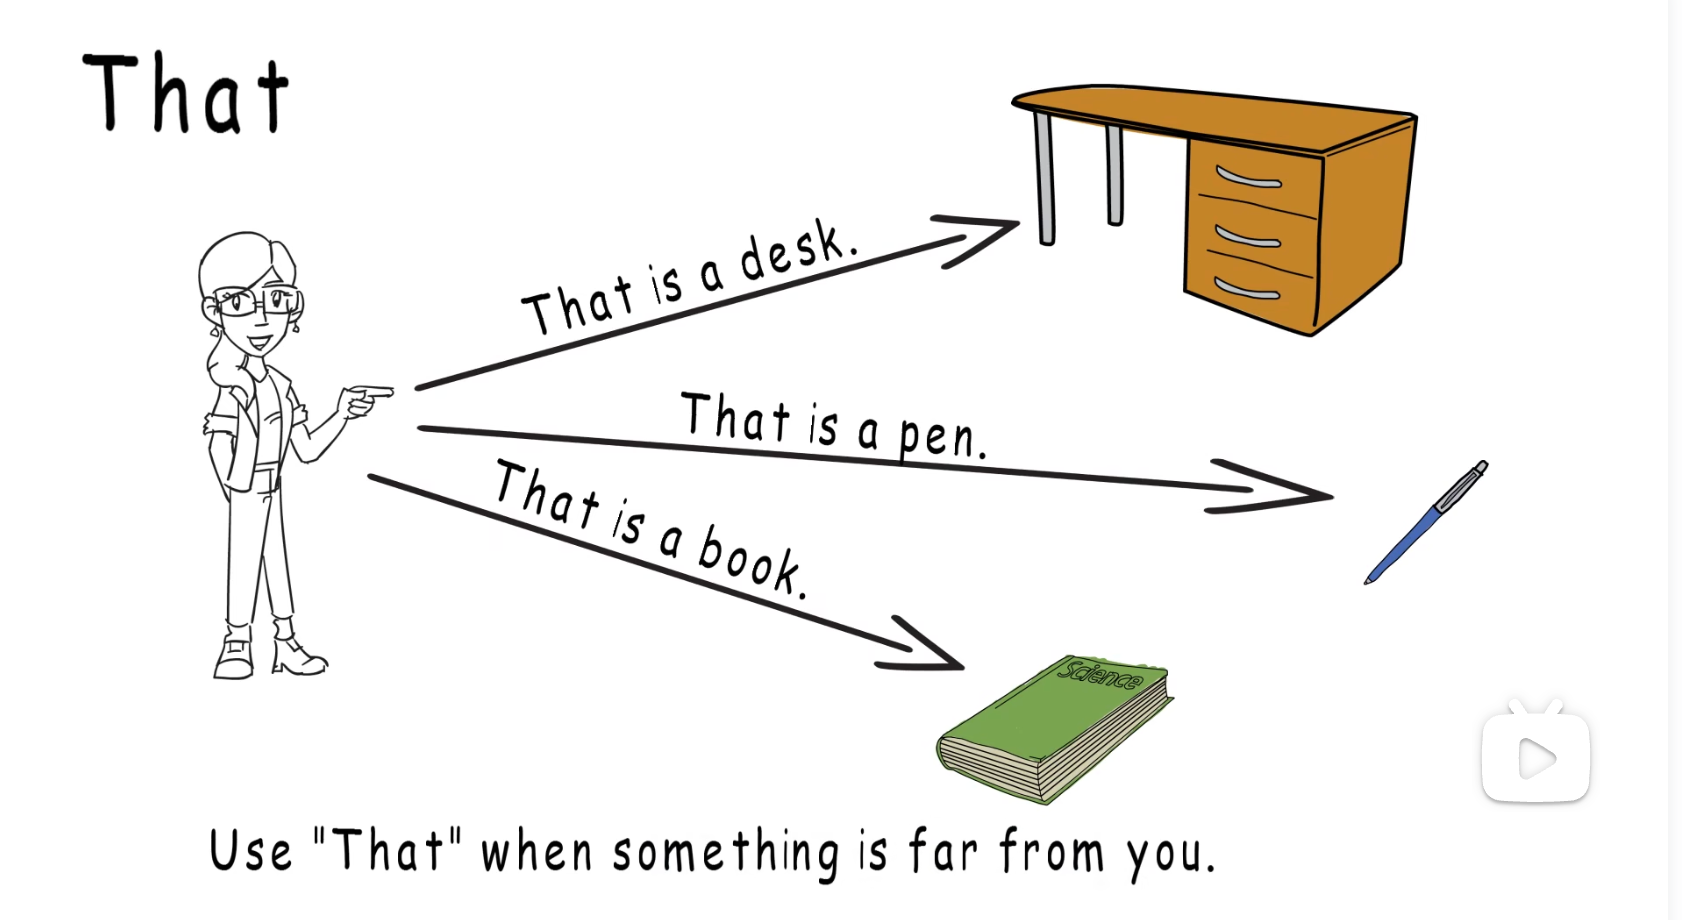 That
That is a desk.
That is a pen.
That is a book.
Science
Use "That" when something is far from you.